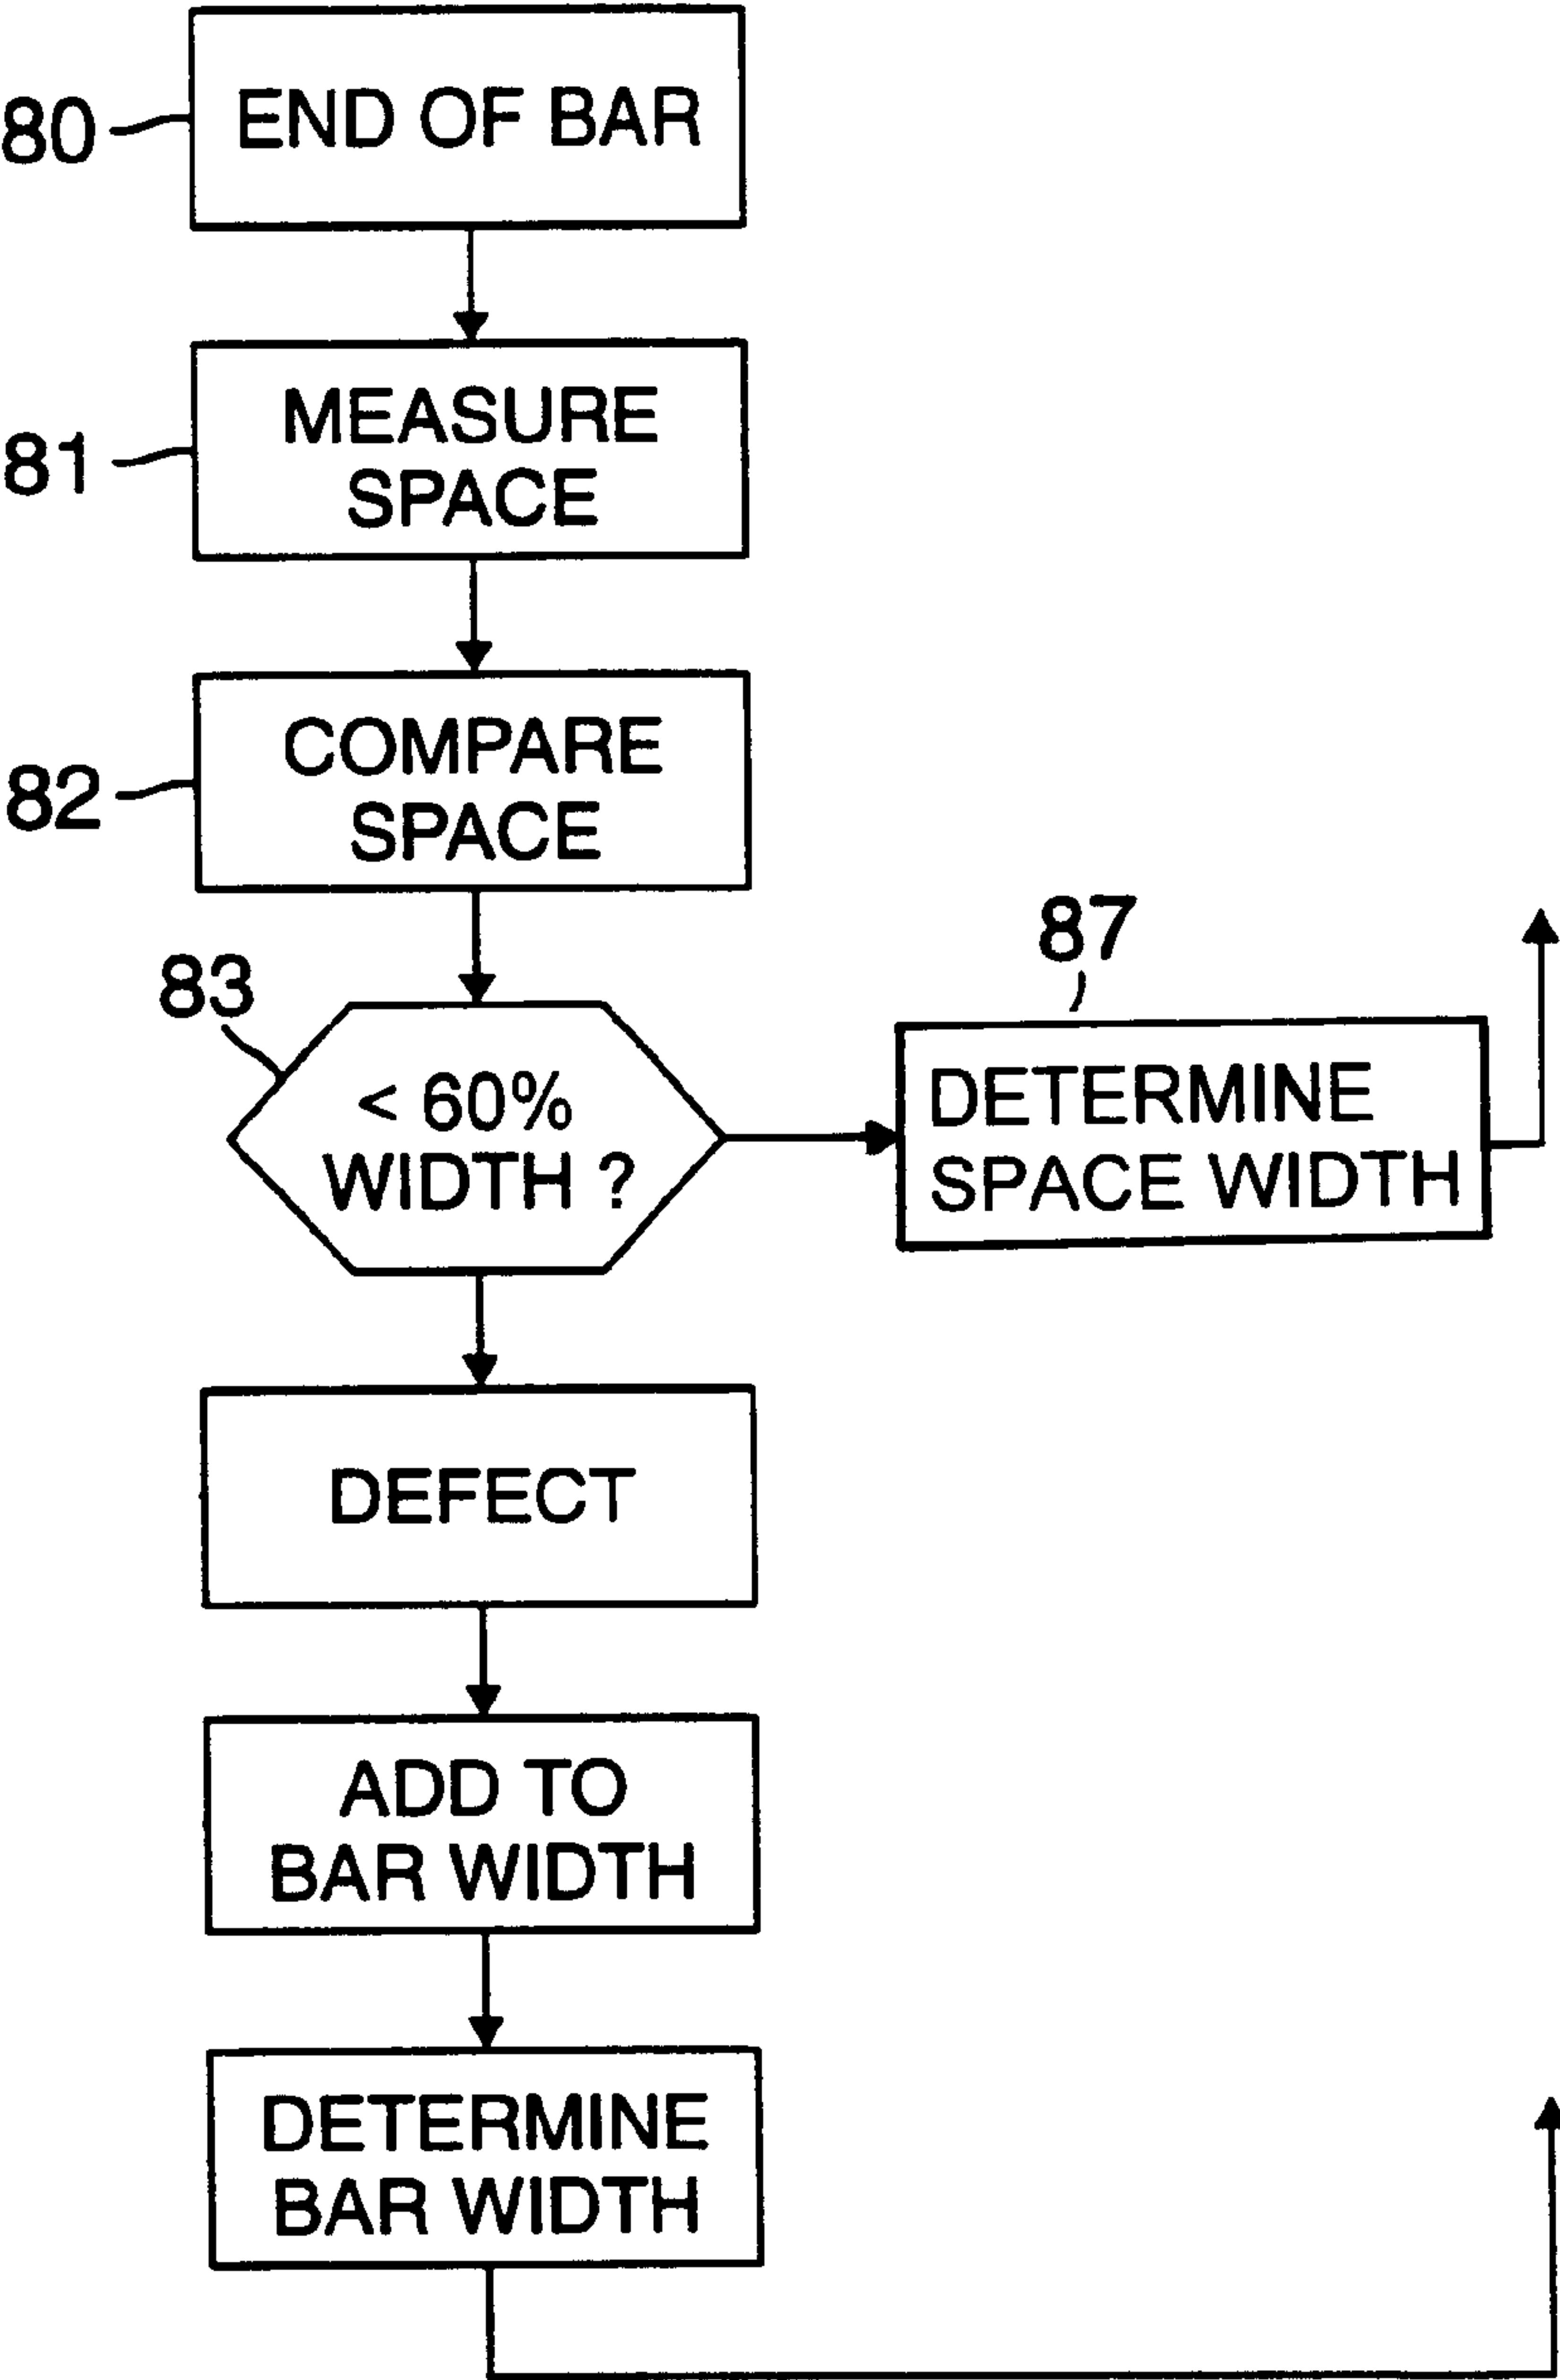 80
END OF BAR
81
MEASURE
SPACE
82
COMPARE
SPACE
83
< 60%
WIDTH ?
87
DETERMINE
SPACE WIDTH
DEFECT
ADD TO
BAR WIDTH
DETERMINE
BAR WIDTH